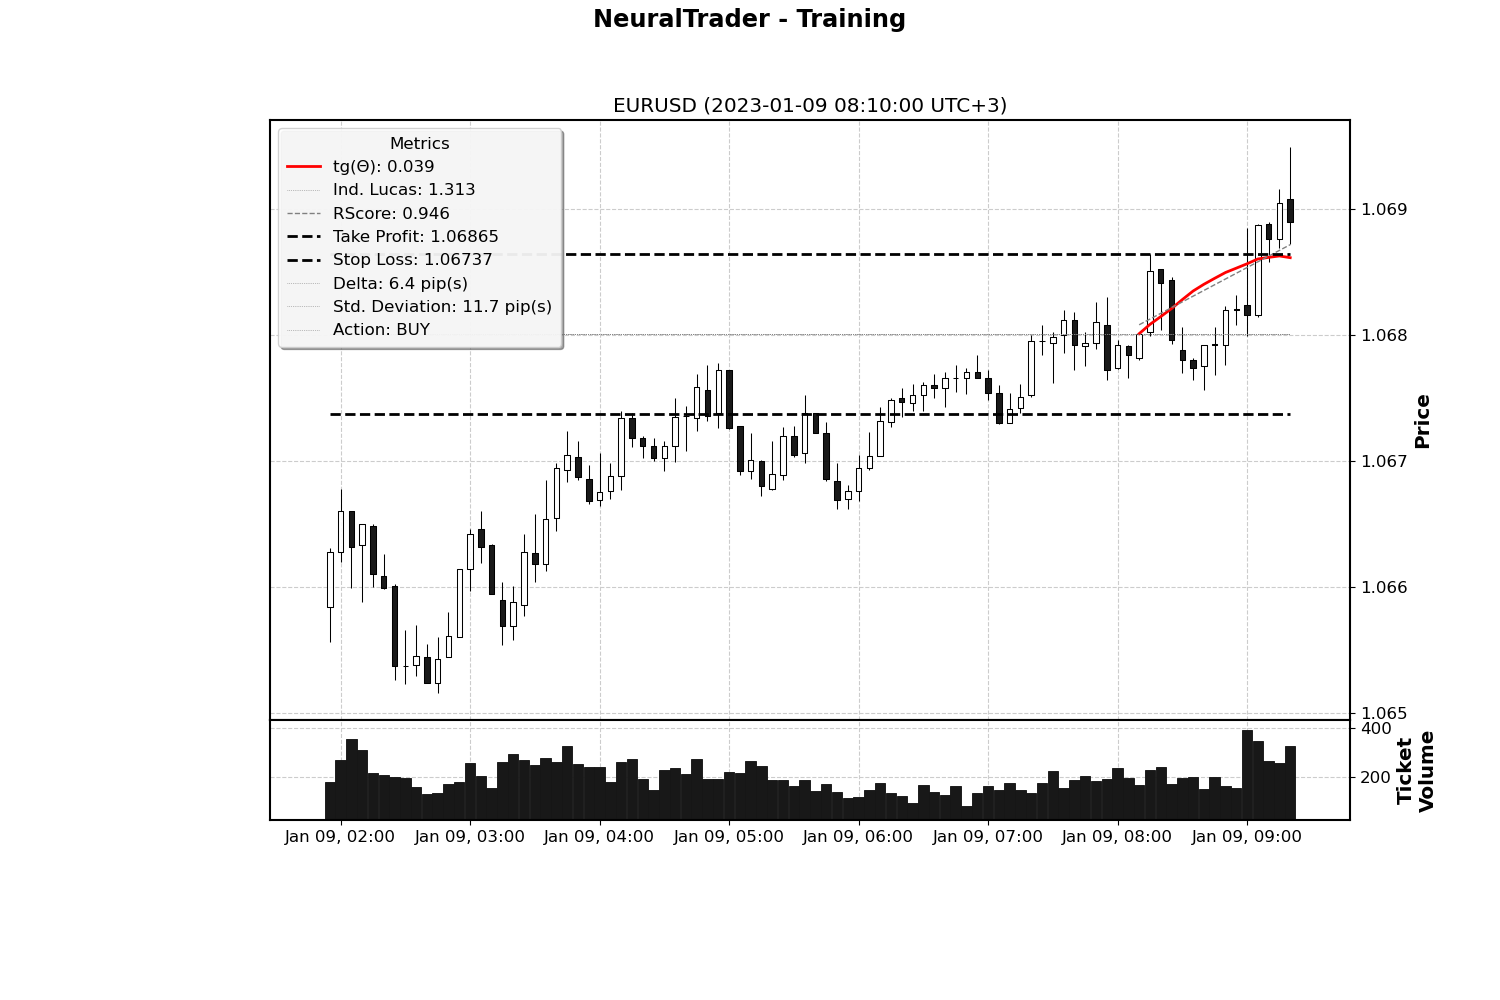 NeuralTrader - Training
EURUSD (2023-01-09 08:10:00 UTC+3)
Metrics
tg(Θ): 0.039
Ind. Lucas: 1.313
RScore: 0.946
Take Profit: 1.06865
Stop Loss: 1.06737
Delta: 6.4 pip(s)
Std. Deviation: 11.7 pip(s)
Action: BUY
1.069
1.068
1.067
1.066
1.065
Price
400
200
Ticket
Volume
Jan 09, 02:00
Jan 09, 03:00
Jan 09, 04:00
Jan 09, 05:00
Jan 09, 06:00
Jan 09, 07:00
Jan 09, 08:00
Jan 09, 09:00